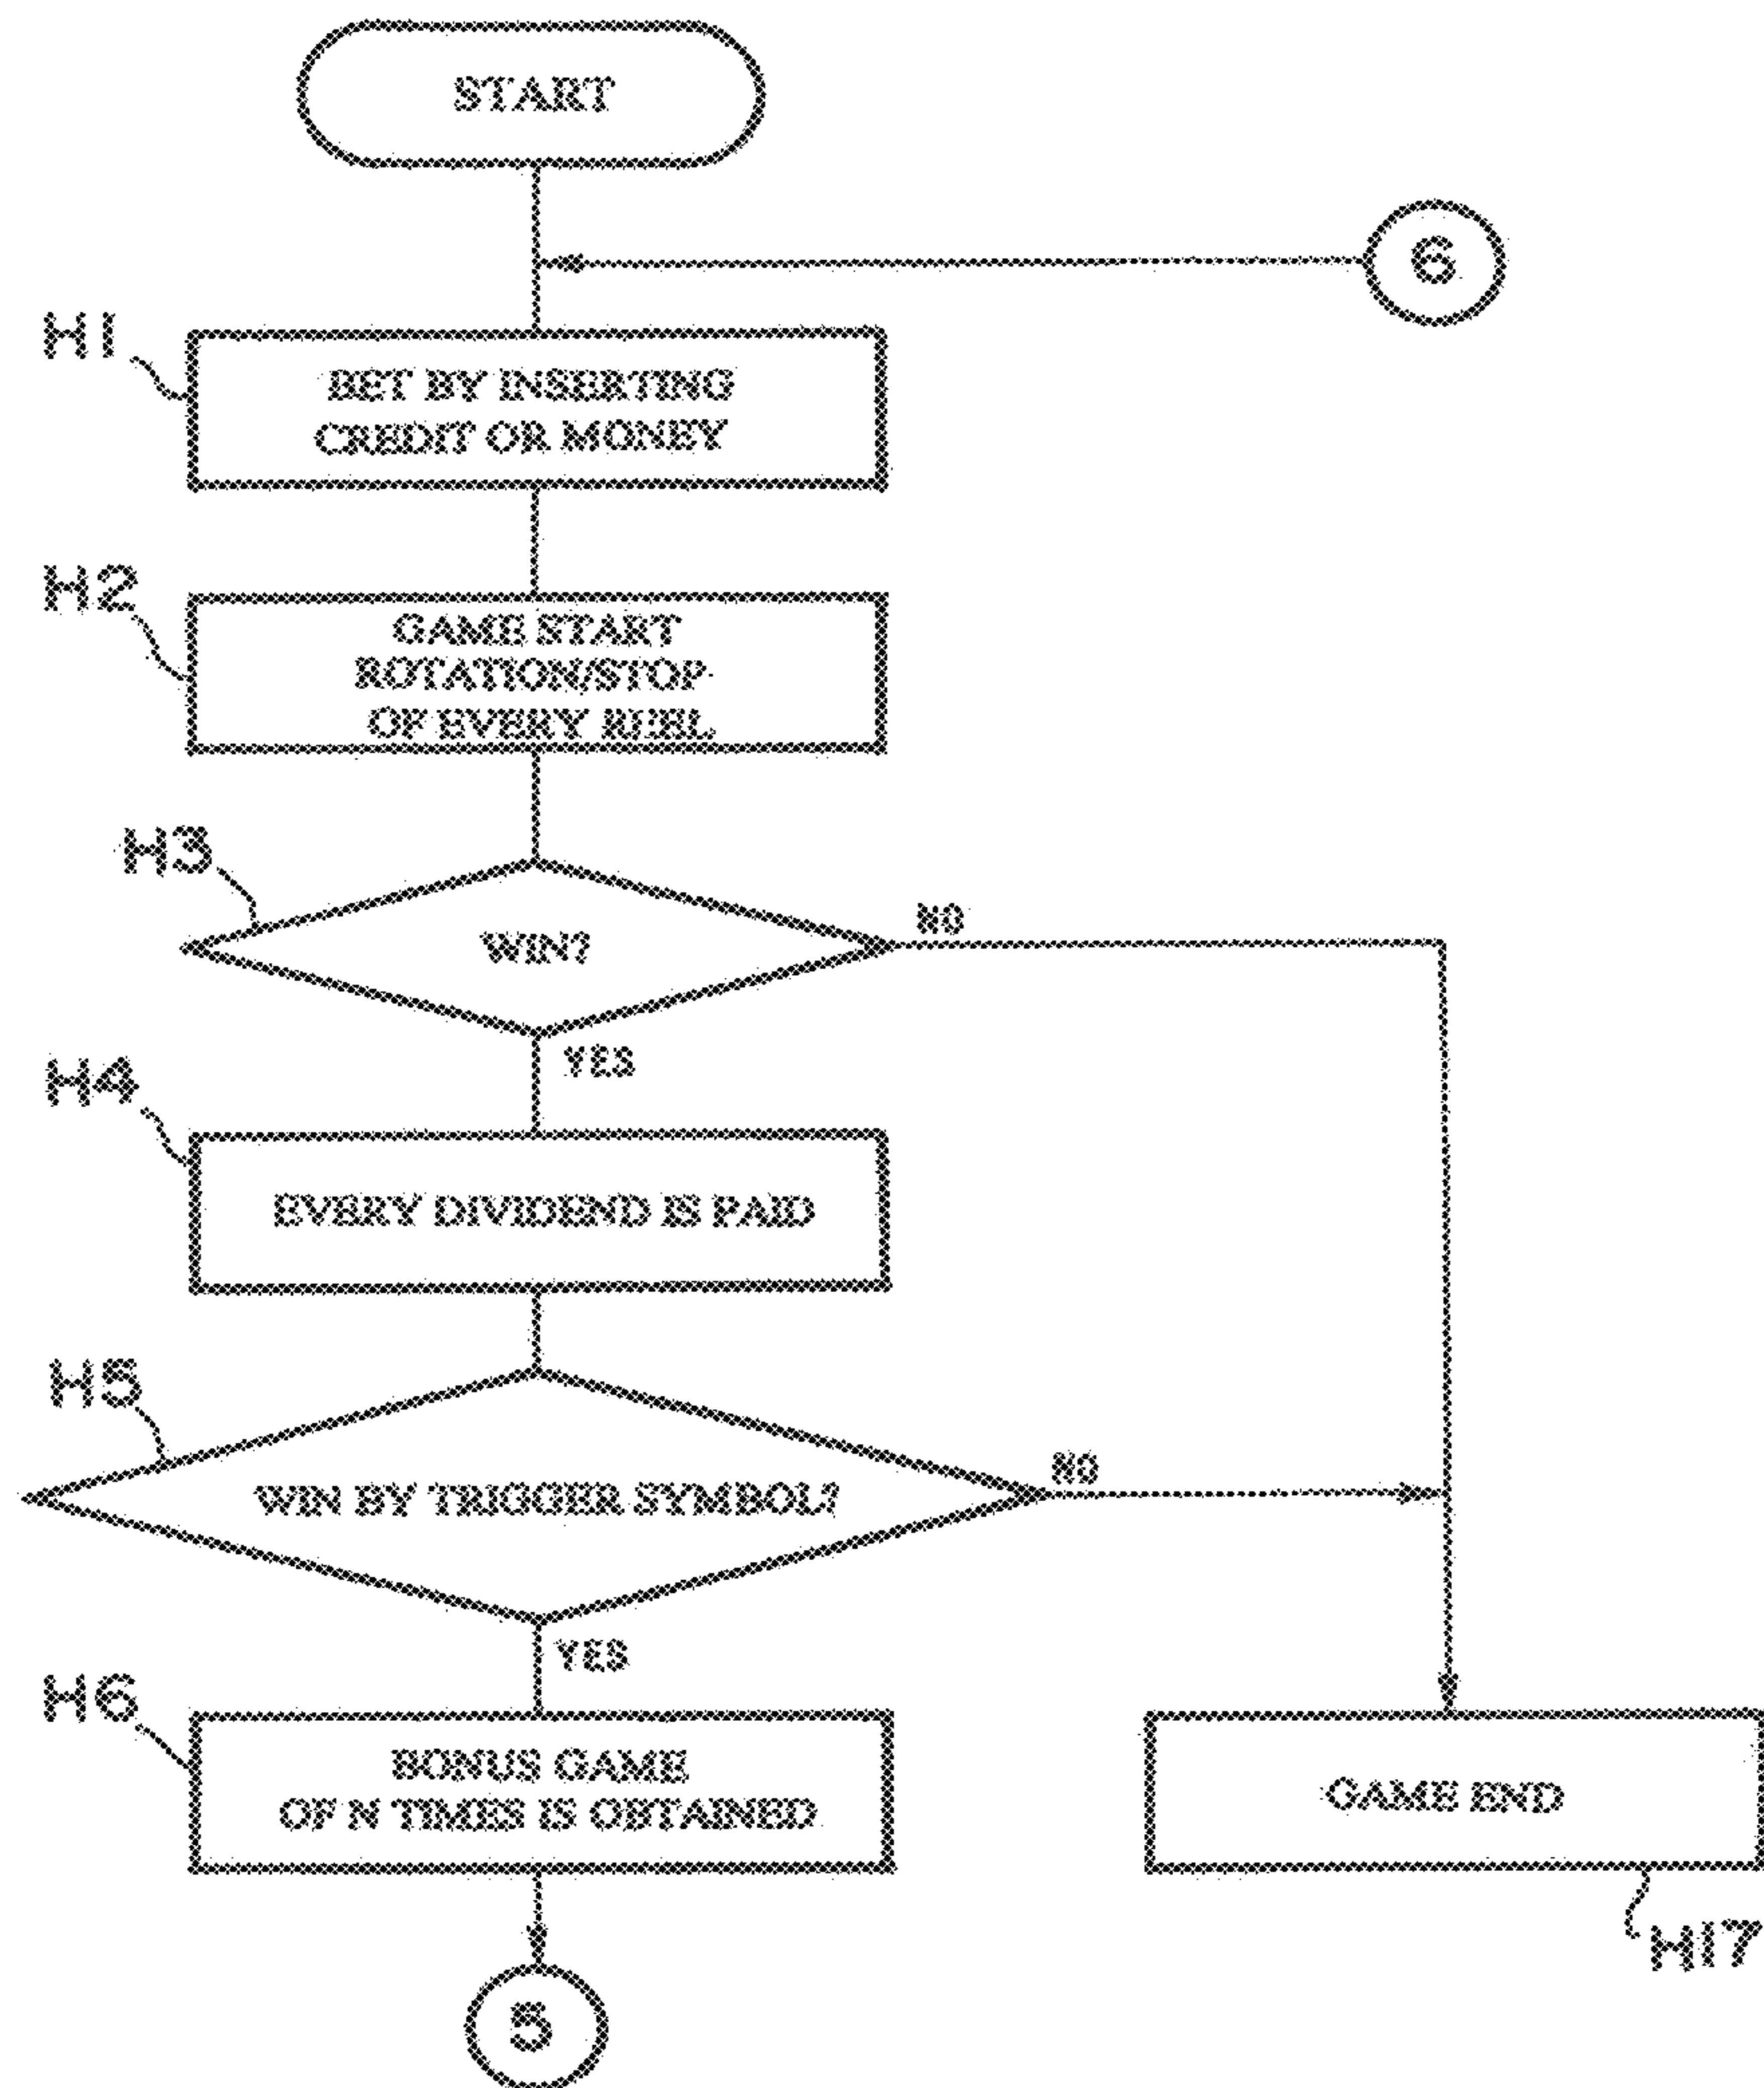 START
6
H1
BET BY INSERTING
CREDIT OR MONEY
H2
GAME START
ROTATION/STOP
OF EVERY REEL
H3
WIN?
NO
YES
H4
EVERY DIVIDEND IS PAID
H5
WIN BY TRIGGER SYMBOL?
NO
YES
H6
BONUS GAME
OF N TIMES IS OBTAINED
GAME END
H17
5